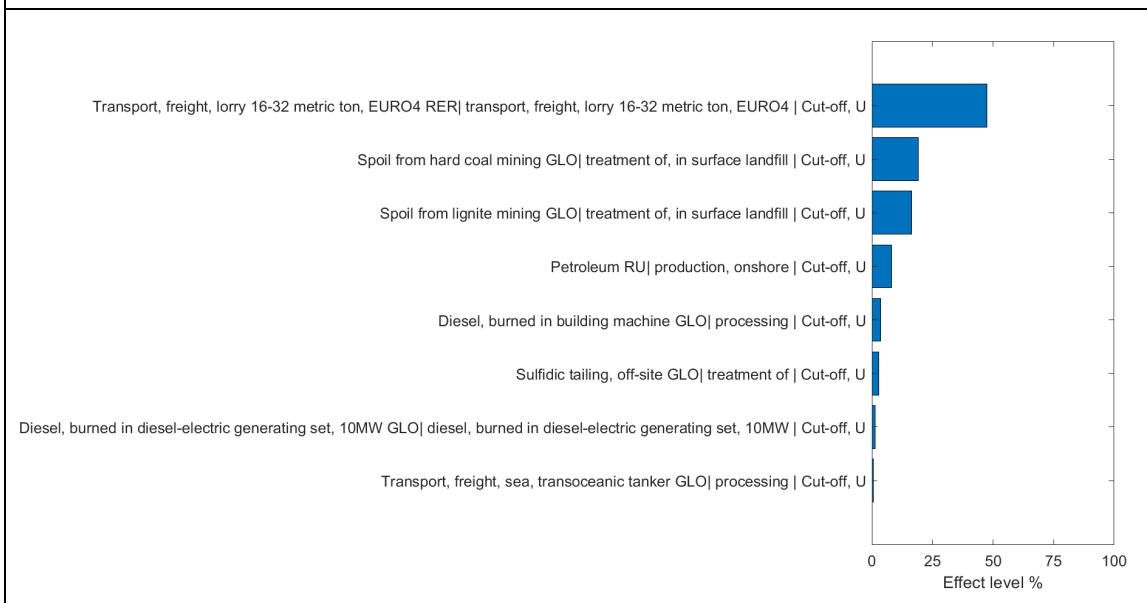 Transport, freight, lorry 16-32 metric ton, EURO4 RER| transport, freight, lorry 16-32 metric ton, EURO4 | Cut-off, U
Spoil from hard coal mining GLO| treatment of, in surface landfill | Cut-off, U
Spoil from lignite mining GLO| treatment of, in surface landfill | Cut-off, U
Petroleum RU| production, onshore | Cut-off, U
Diesel, burned in building machine GLO| processing | Cut-off, U
Sulfidic tailing, off-site GLO| treatment of | Cut-off, U
Diesel, burned in diesel-electric generating set, 10MW GLO| diesel, burned in diesel-electric generating set, 10MW | Cut-off, U
Transport, freight, sea, transoceanic tanker GLO| processing | Cut-off, U
0 25 50 75 100
Effect level %